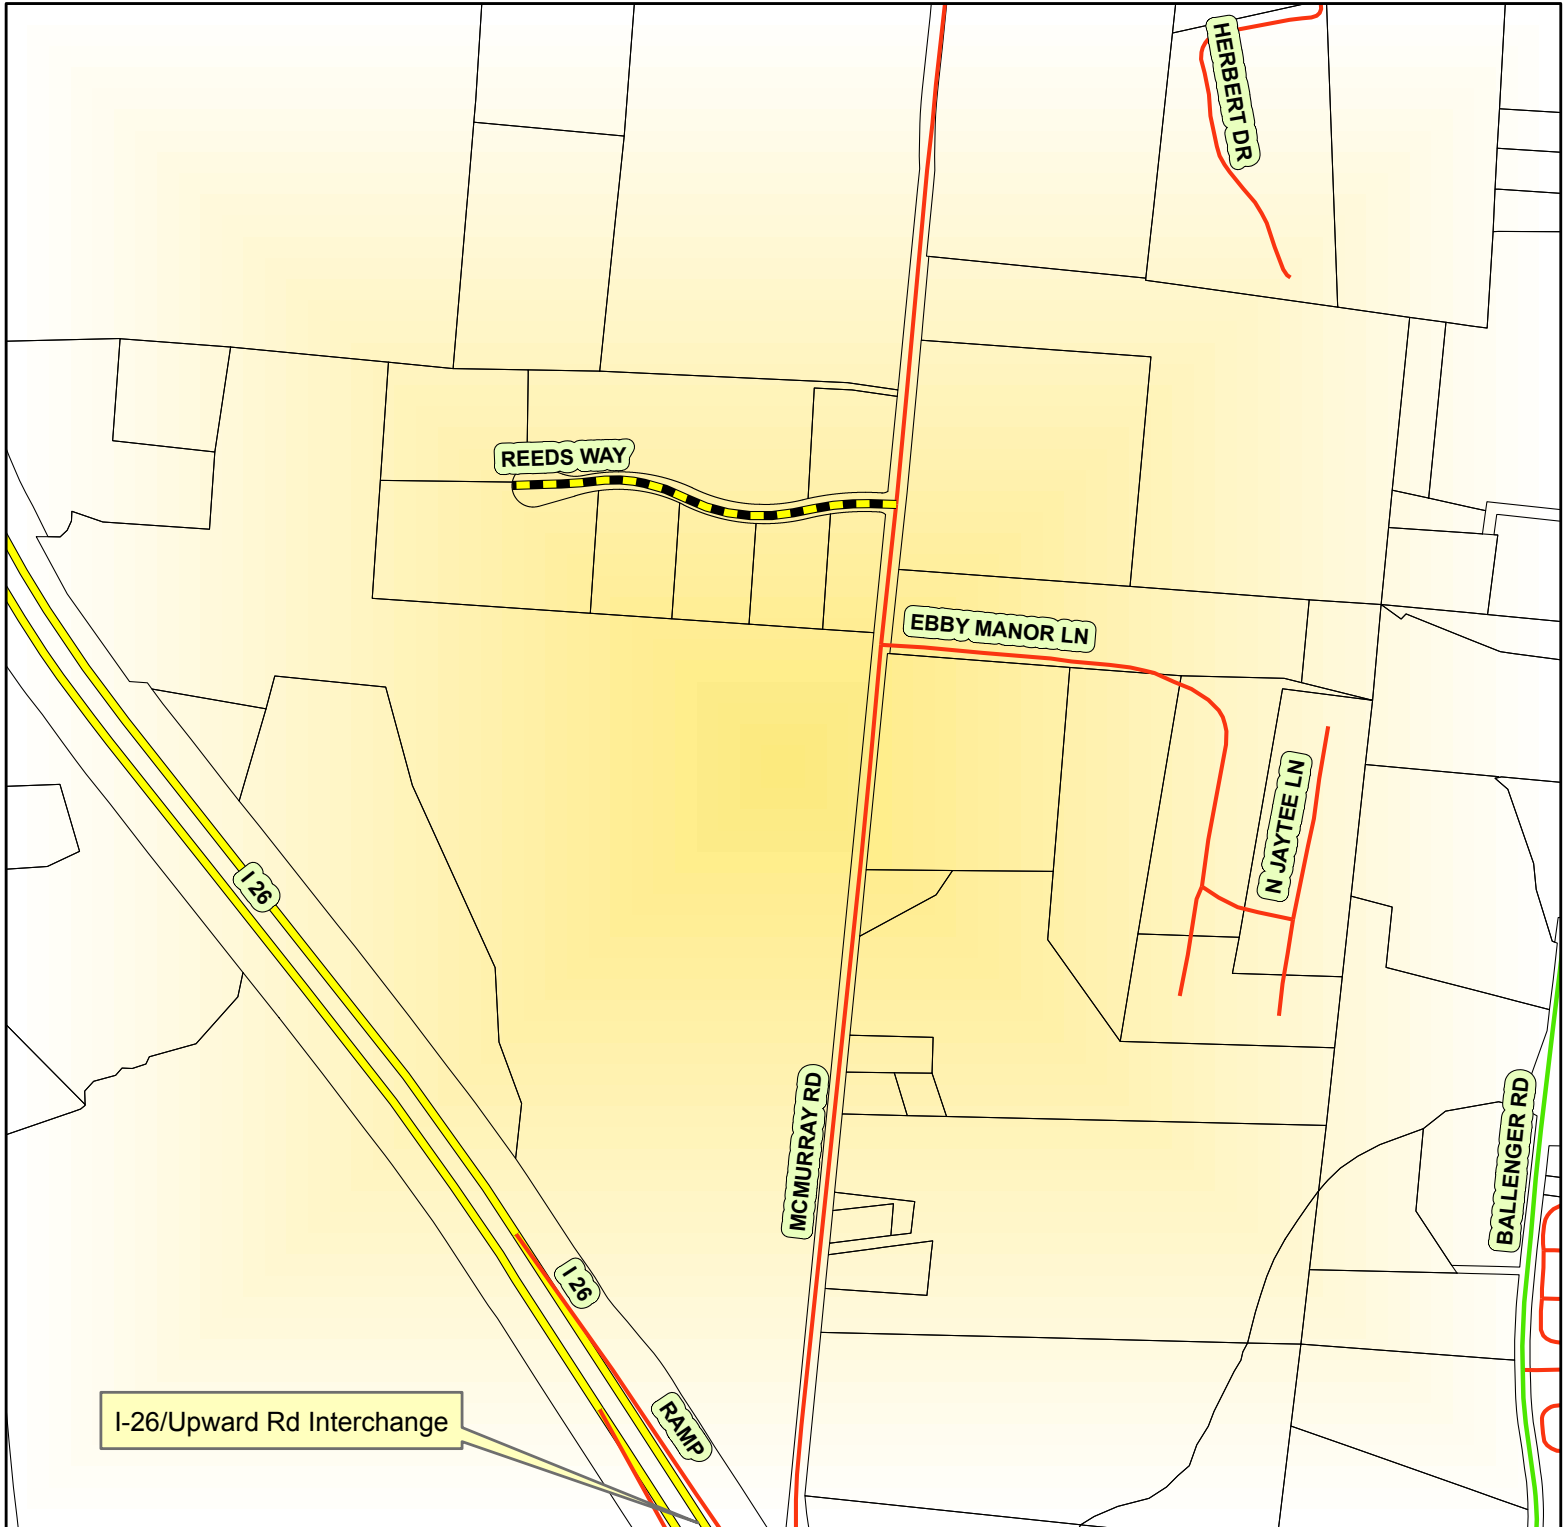 HERBERT DR
REEDS WAY
EBBY MANOR LN
N JAYTEE LN
I 26
MCMURRAY RD
BALLENGER RD
I 26
RAMP
I-26/Upward Rd Interchange